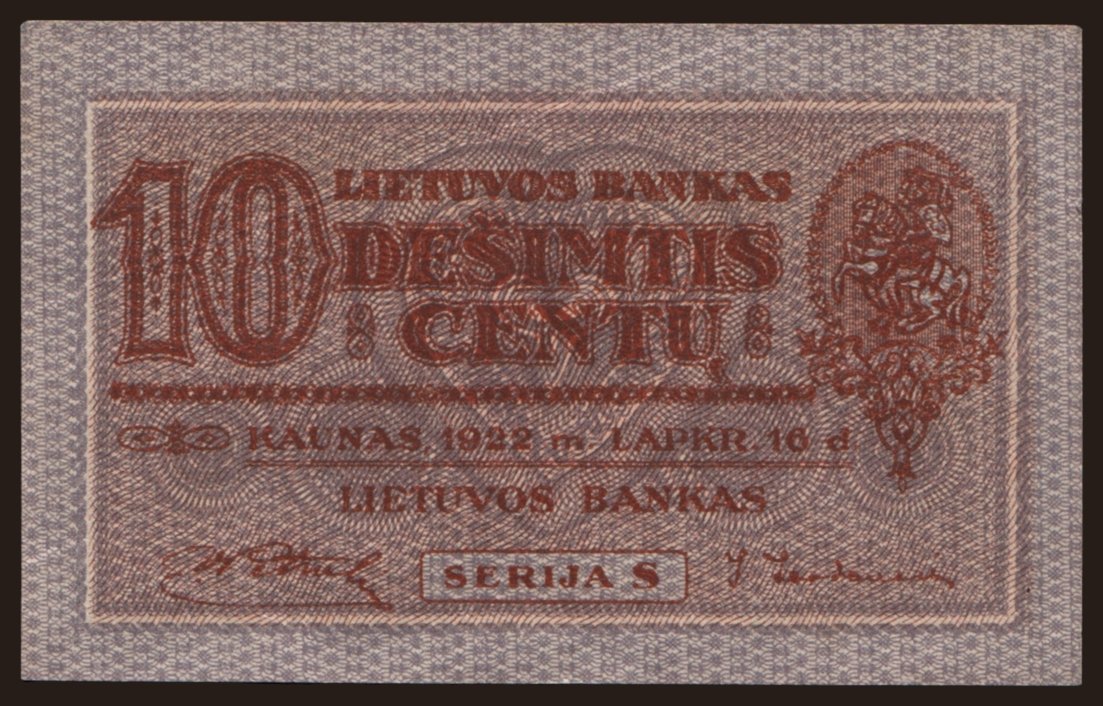 10
LIETUVOS BANKAS
DEŠIMTIS
CENTŲ
KAUNAS, 1922 m. LAPKR. 16 d
LIETUVOS BANKAS
SERIJA S